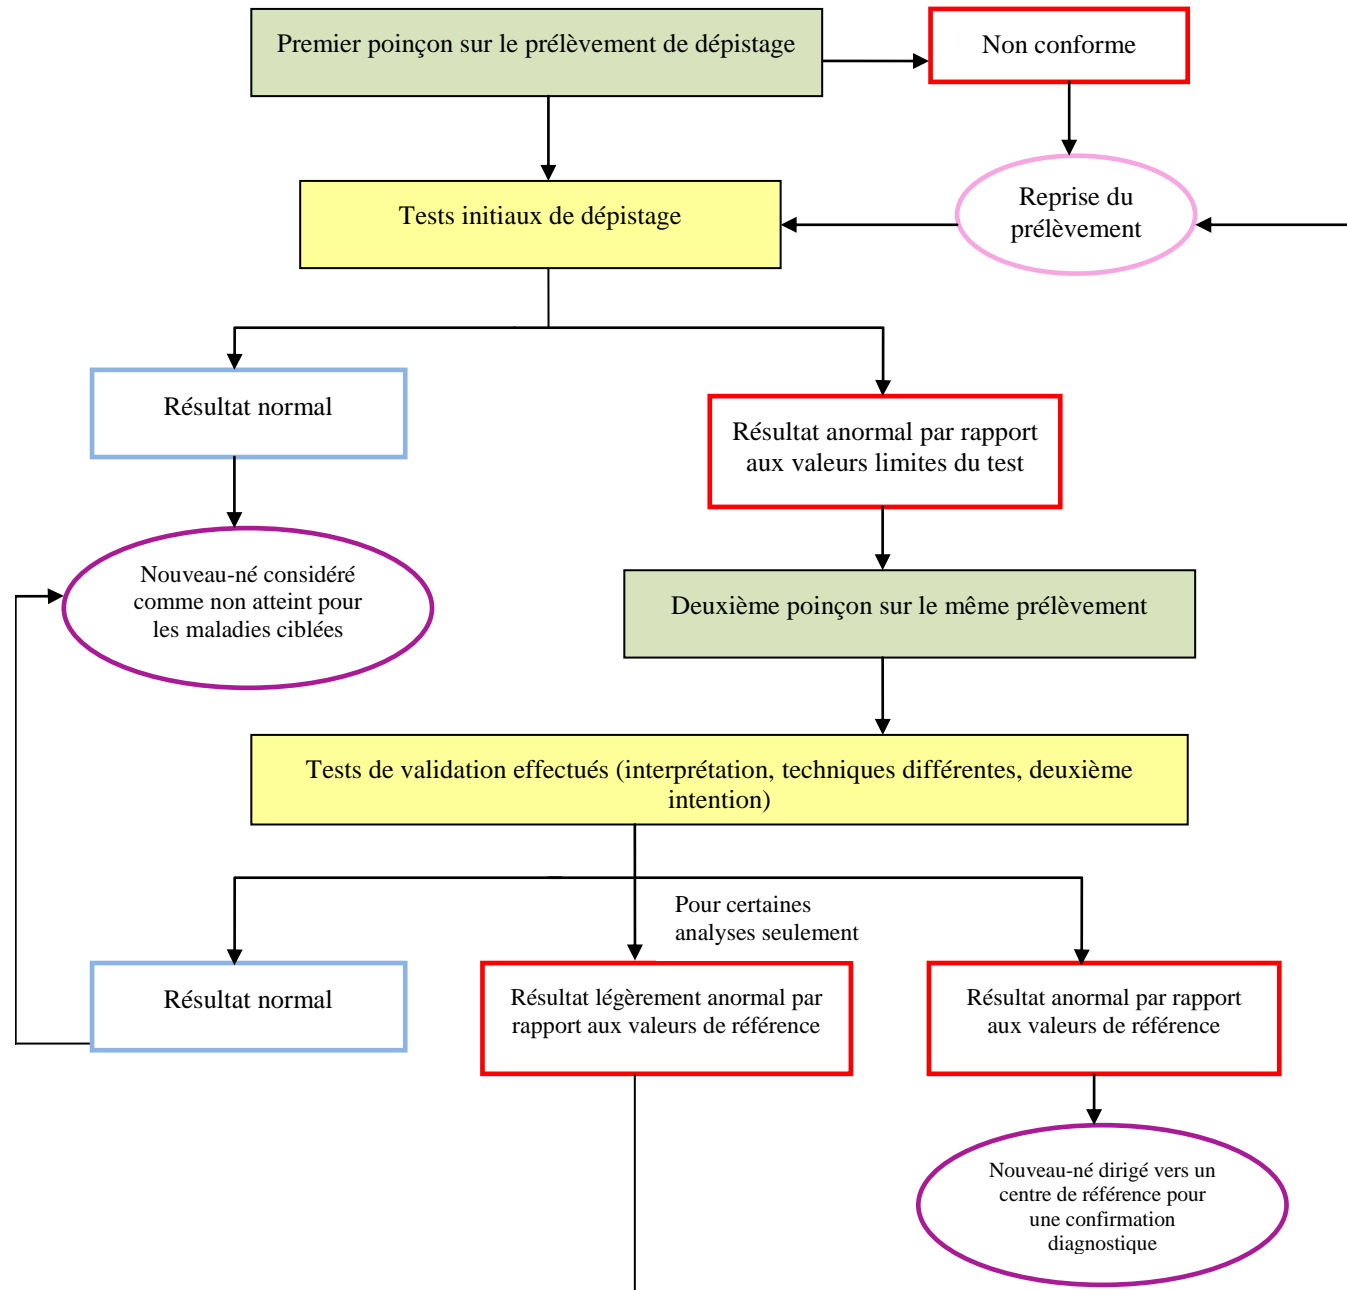 Premier poinçon sur le prélèvement de dépistage
Non conforme
Reprise du
prélèvement
Tests initiaux de dépistage
Résultat normal
Résultat anormal par rapport
aux valeurs limites du test
Nouveau-né considéré
comme non atteint pour
les maladies ciblées
Deuxième poinçon sur le même prélèvement
Tests de validation effectués (interprétation, techniques différentes, deuxième
intention)
Pour certaines
analyses seulement
Résultat normal
Résultat légèrement anormal par
rapport aux valeurs de référence
Résultat anormal par rapport
aux valeurs de référence
Nouveau-né dirigé vers un
centre de référence pour
une confirmation
diagnostique